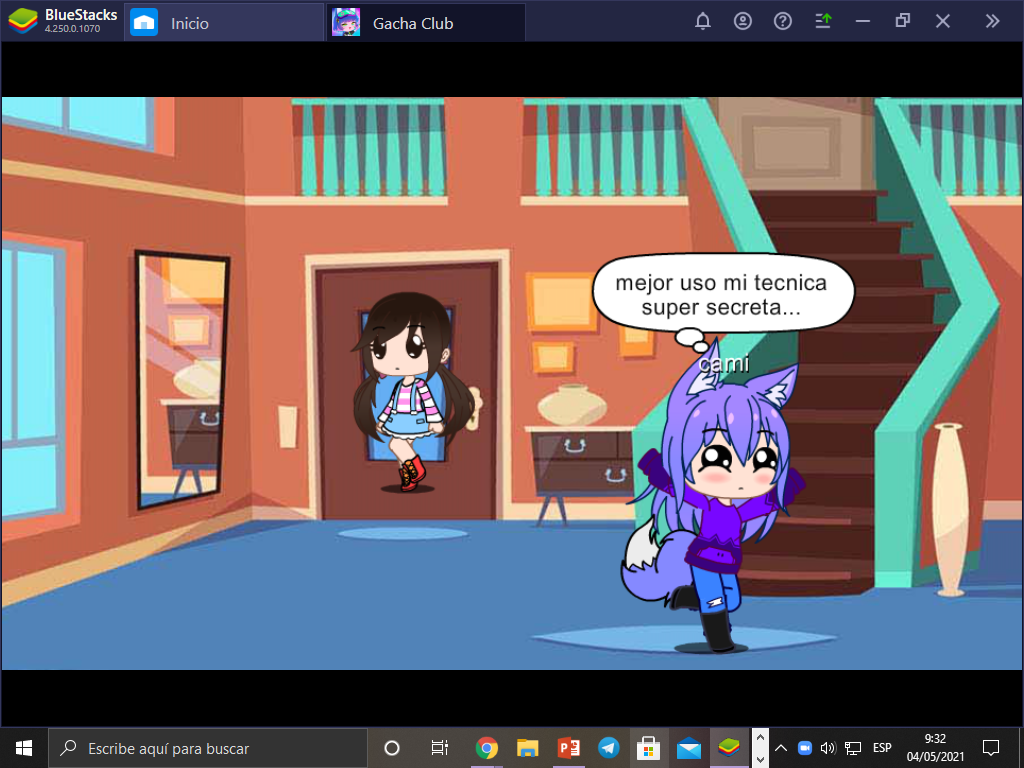 BlueStacks
4.250.0.1070
Inicio
Gacha Club
mejor uso mi tecnica
super secreta...
cami
Escribe aquí para buscar
ESP
9:32
04/05/2021